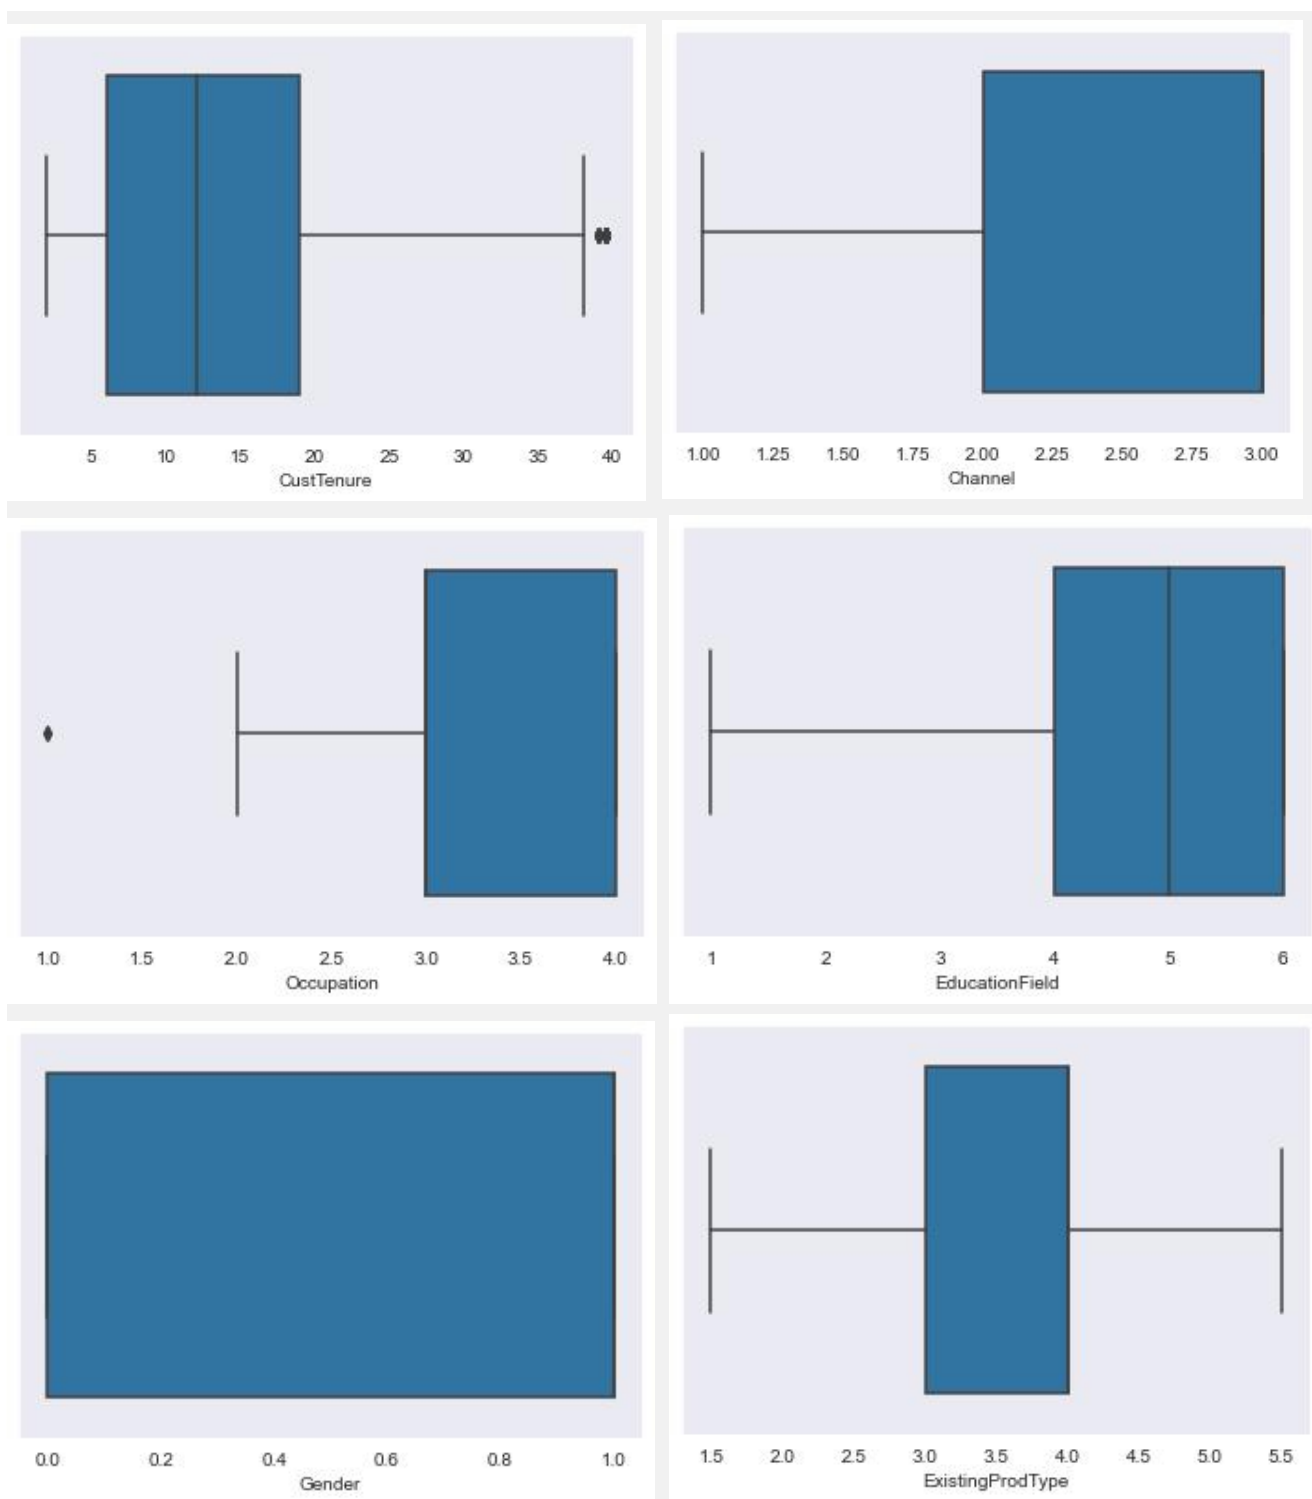 5 10 15 20 25 30 35 40
CustTenure
1.00 1.25 1.50 1.75 2.00 2.25 2.50 2.75 3.00
Channel
1.0 1.5 2.0 2.5 3.0 3.5 4.0
Occupation
1 2 3 4 5 6
EducationField
0.0 0.2 0.4 0.6 0.8 1.0
Gender
1.5 2.0 2.5 3.0 3.5 4.0 4.5 5.0 5.5
ExistingProdType